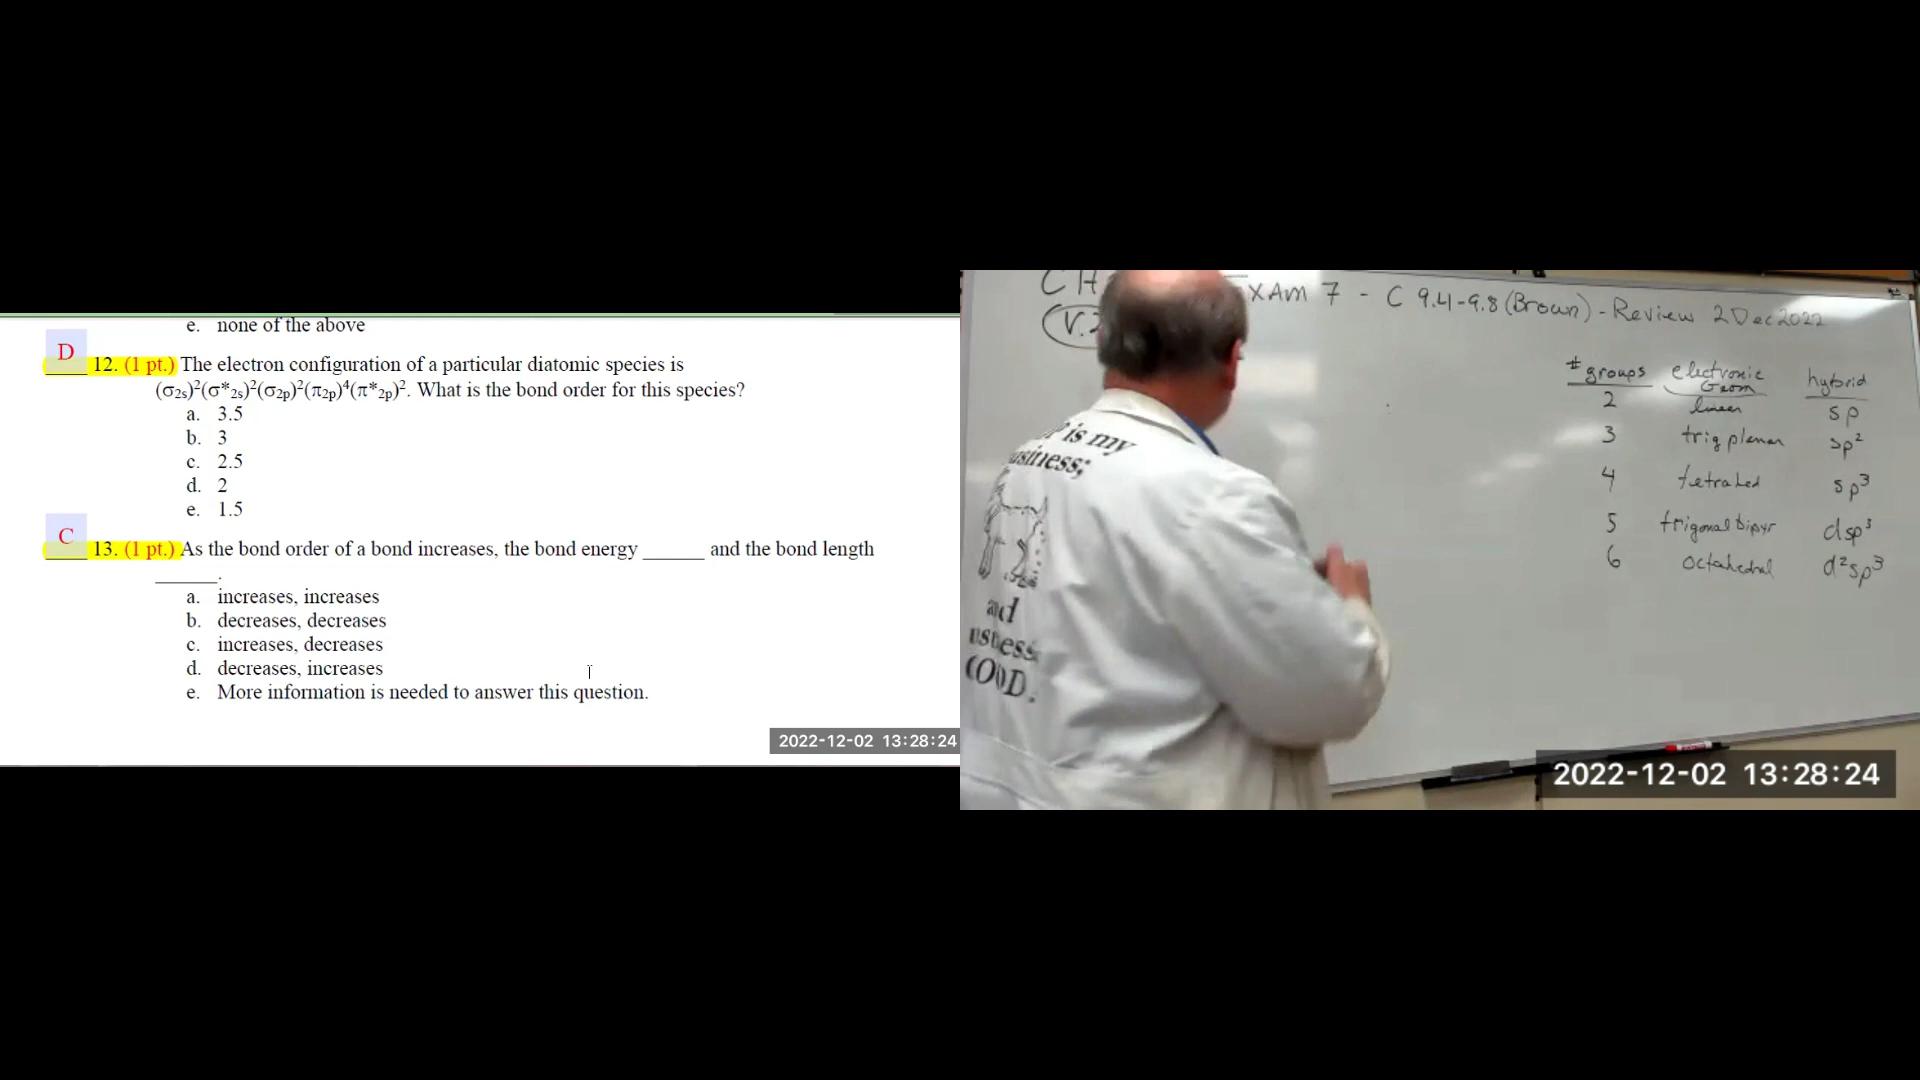 e. none of the above
D
12. (1 pt.) The electron configuration of a particular diatomic species is
(σ2s)²(σ*2s)²(σ2p)²(π2p)⁴(π*2p)². What is the bond order for this species?
a. 3.5
b. 3
c. 2.5
d. 2
e. 1.5
C
13. (1 pt.) As the bond order of a bond increases, the bond energy ______ and the bond length
______.
a. increases, increases
b. decreases, decreases
c. increases, decreases
d. decreases, increases
e. More information is needed to answer this question.
2022-12-02 13:28:24
CH xAm 7 - C 9.4-9.8 (Brown) - Review 2 Dec 2022
V.2
# groups electronic Geom hybrid
2 linear sp
3 trig planar sp²
4 tetrahed sp³
5 trigonal bipyr dsp³
6 octahedral d²sp³
is my
usiness;
and
usiness:
OOD.
2022-12-02 13:28:24